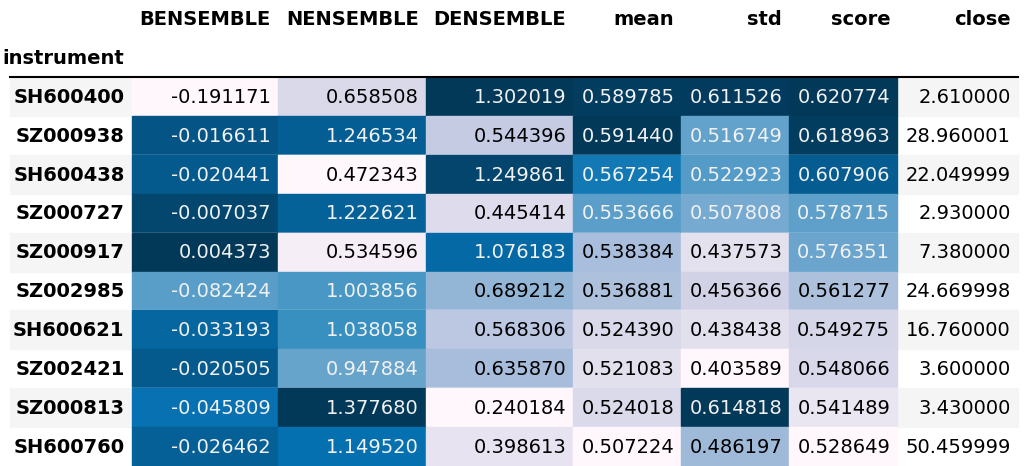 BENSEMBLE NENSEMBLE DENSEMBLE mean std score close
instrument
SH600400 -0.191171 0.658508 1.302019 0.589785 0.611526 0.620774 2.610000
SZ000938 -0.016611 1.246534 0.544396 0.591440 0.516749 0.618963 28.960001
SH600438 -0.020441 0.472343 1.249861 0.567254 0.522923 0.607906 22.049999
SZ000727 -0.007037 1.222621 0.445414 0.553666 0.507808 0.578715 2.930000
SZ000917 0.004373 0.534596 1.076183 0.538384 0.437573 0.576351 7.380000
SZ002985 -0.082424 1.003856 0.689212 0.536881 0.456366 0.561277 24.669998
SH600621 -0.033193 1.038058 0.568306 0.524390 0.438438 0.549275 16.760000
SZ002421 -0.020505 0.947884 0.635870 0.521083 0.403589 0.548066 3.600000
SZ000813 -0.045809 1.377680 0.240184 0.524018 0.614818 0.541489 3.430000
SH600760 -0.026462 1.149520 0.398613 0.507224 0.486197 0.528649 50.459999